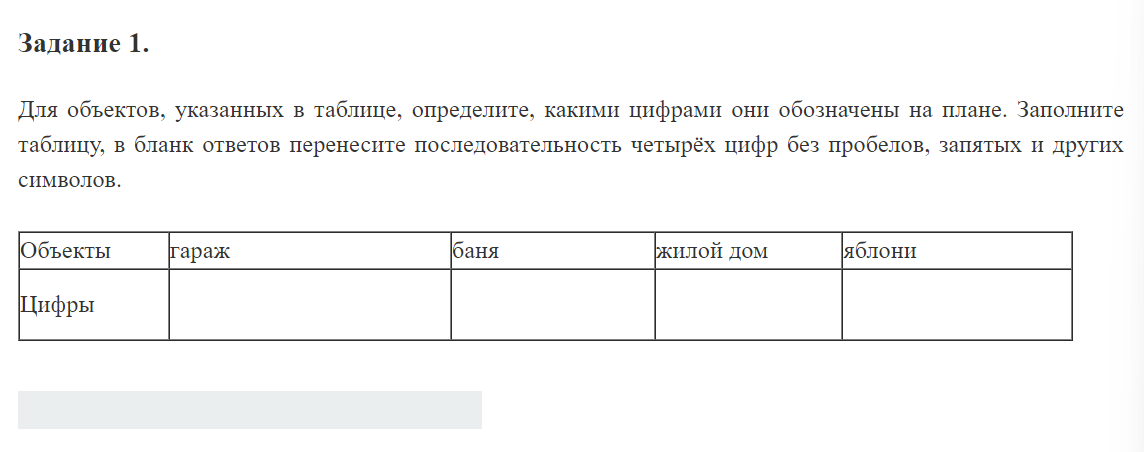 Задание 1.
Для объектов, указанных в таблице, определите, какими цифрами они обозначены на плане. Заполните
таблицу, в бланк ответов перенесите последовательность четырёх цифр без пробелов, запятых и других
символов.
Объекты гараж баня жилой дом яблони
Цифры